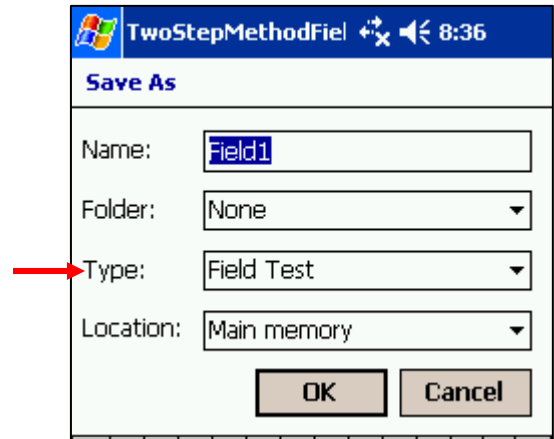 TwoStepMethodFiel 8:36
Save As
Name: Field1
Folder: None
Type: Field Test
Location: Main memory
OK Cancel